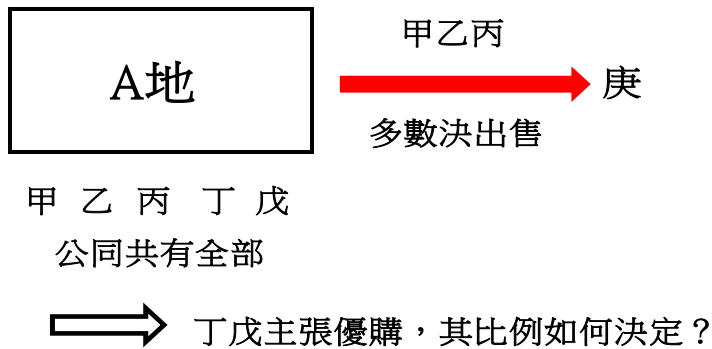 甲乙丙
A地
庚
多數決出售
甲 乙 丙 丁 戊
公同共有全部
丁戊主張優購，其比例如何決定？